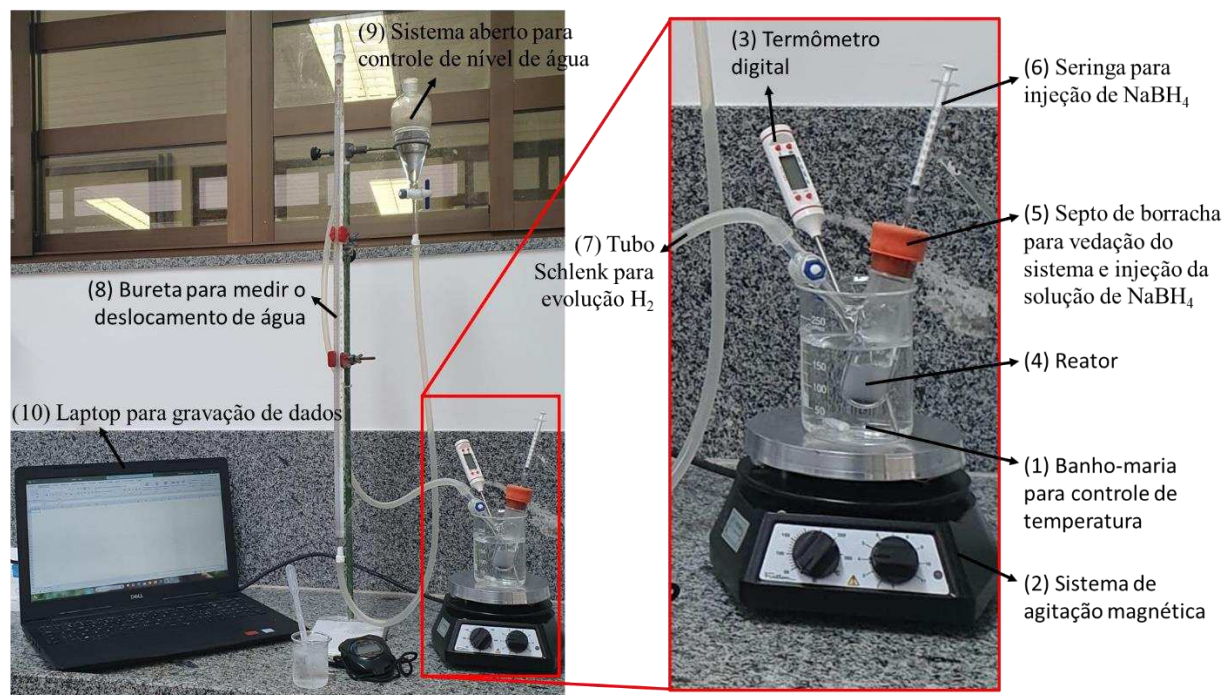 (9) Sistema aberto para
controle de nível de água
(8) Bureta para medir o
deslocamento de água
(10) Laptop para gravação de dados
DELL
(7) Tubo
Schlenk para
evolução H₂
(3) Termômetro
digital
(6) Seringa para
injeção de NaBH₄
(5) Septo de borracha
para vedação do
sistema e injeção da
solução de NaBH₄
(4) Reator
(1) Banho-maria
para controle de
temperatura
(2) Sistema de
agitação magnética
250
150
100
50